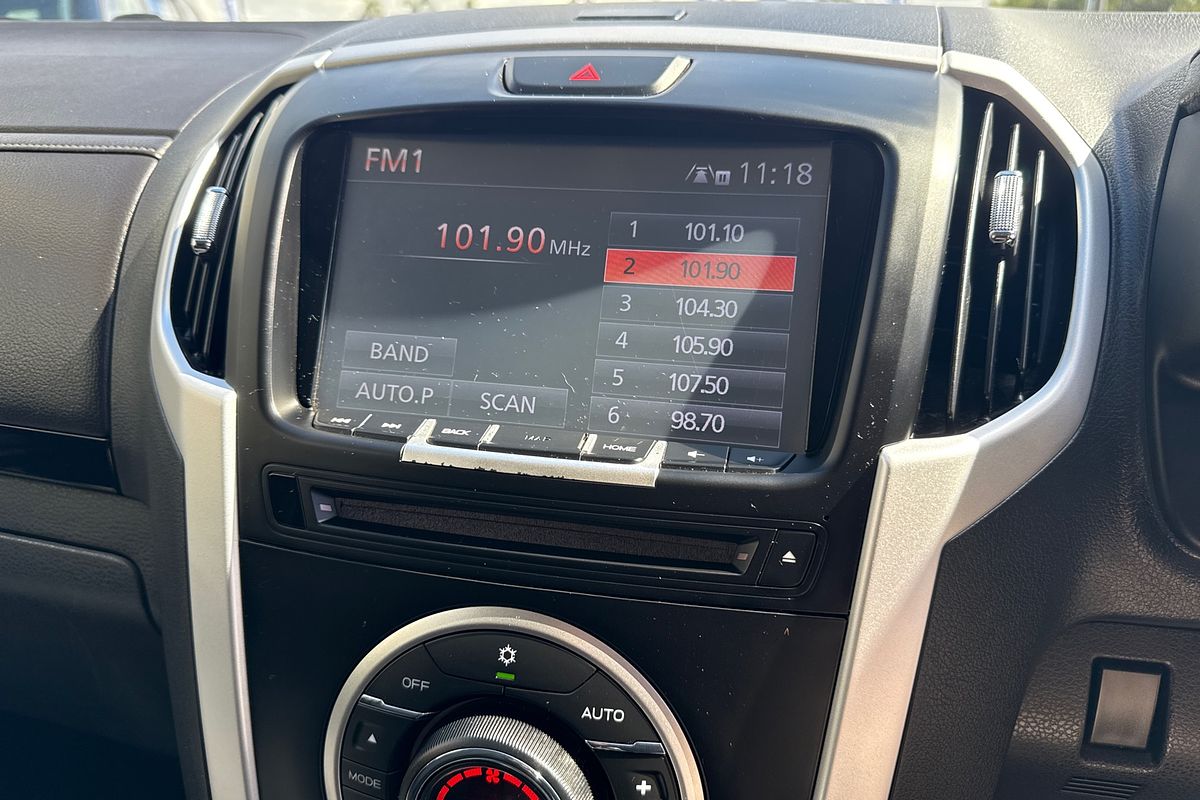 FM1
11:18
101.90 MHz
1 101.10
2 101.90
3 104.30
4 105.90
5 107.50
6 98.70
BAND
AUTO.P
SCAN
BACK
MAP
HOME
OFF
AUTO
MODE